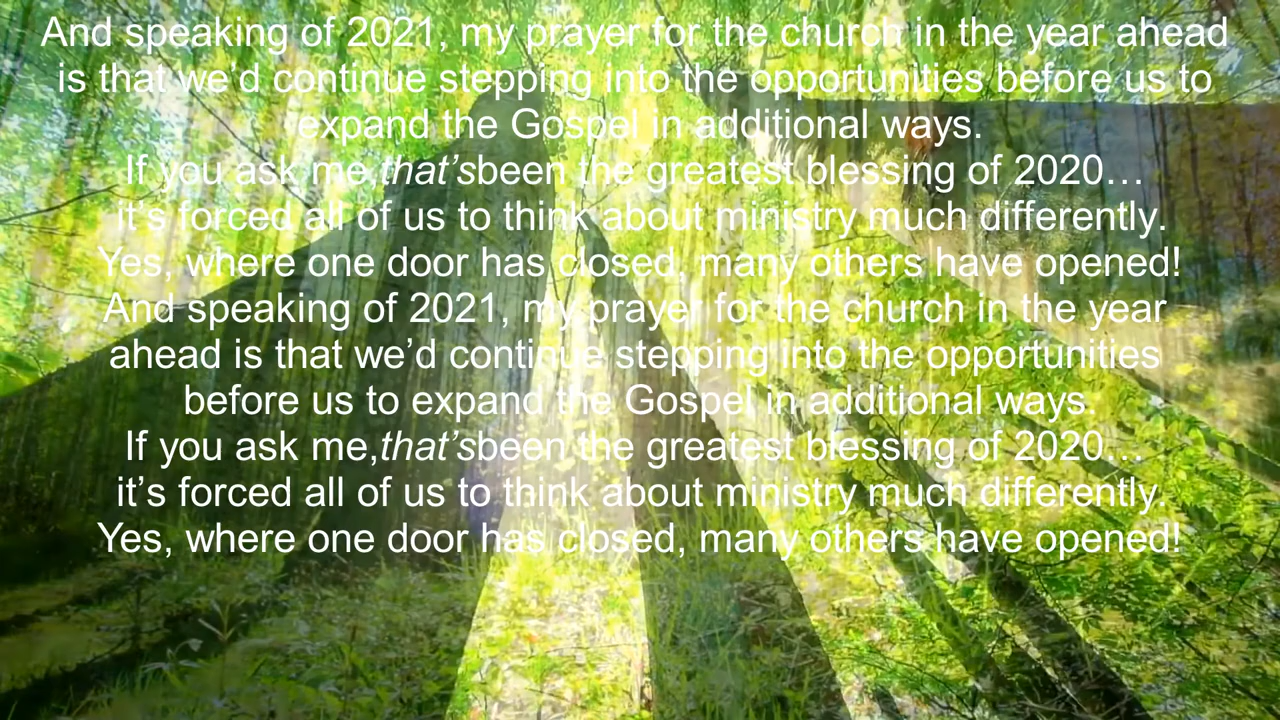 And speaking of 2021, my prayer for the church in the year ahead
is that we’d continue stepping into the opportunities before us to
expand the Gospel in additional ways.
If you ask me,that’sbeen the greatest blessing of 2020…
it’s forced all of us to think about ministry much differently.
Yes, where one door has closed, many others have opened!
And speaking of 2021, my prayer for the church in the year
ahead is that we’d continue stepping into the opportunities
before us to expand the Gospel in additional ways.
If you ask me,that’sbeen the greatest blessing of 2020…
it’s forced all of us to think about ministry much differently.
Yes, where one door has closed, many others have opened!